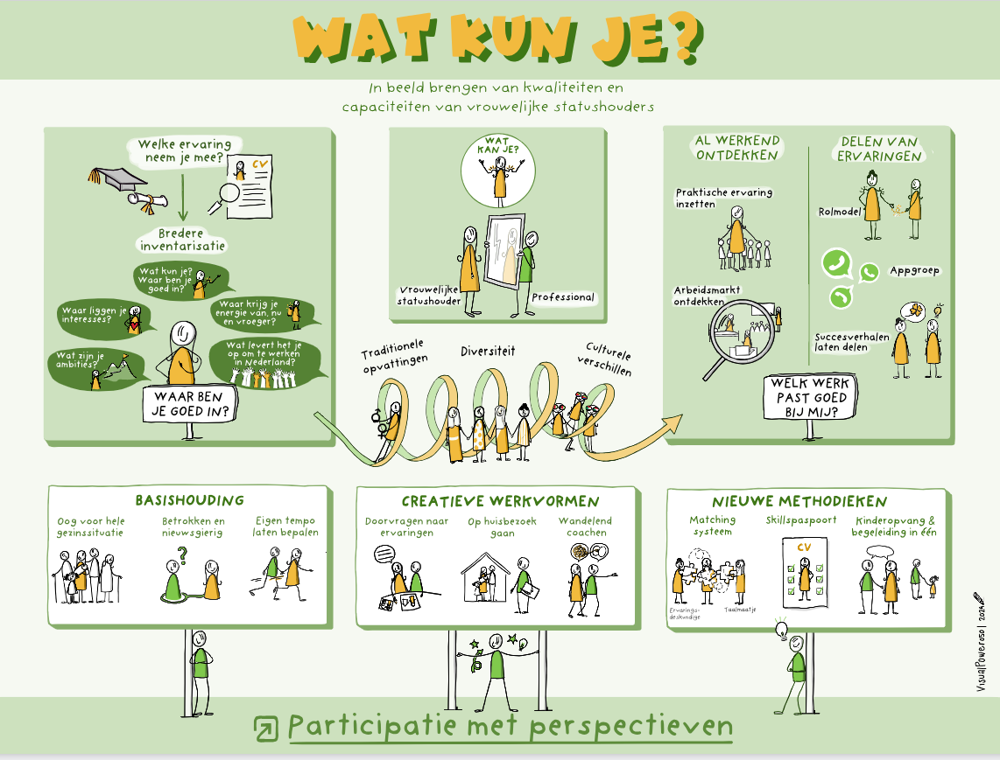 WAT KUN JE?
In beeld brengen van kwaliteiten en
capaciteiten van vrouwelijke statushouders
Welke ervaring
neem je mee?
CV
Bredere
inventarisatie
Wat kun je?
Waar ben je
goed in?
Waar liggen je
interesses?
Waar krijg je
energie van, nu
en vroeger?
Wat zijn je
ambities?
Wat levert het je
op om te werken
in Nederland?
WAAR BEN
JE GOED IN?
WAT
KAN JE?
Vrouwelijke
statushouder
Professional
Traditionele
opvattingen
Diversiteit
Culturele
verschillen
AL WERKEND
ONTDEKKEN
Praktische ervaring
inzetten
Arbeidsmarkt
ontdekken
DELEN VAN
ERVARINGEN
Rolmodel
Appgroep
Succesverhalen
laten delen
WELK WERK
PAST GOED
BIJ MIJ?
BASISHOUDING
Oog voor hele
gezinssituatie
Betrokken en
nieuwsgierig
?
Eigen tempo
laten bepalen
CREATIEVE WERKVORMEN
Doorvragen naar
ervaringen
Op huisbezoek
gaan
Wandelend
coachen
NIEUWE METHODIEKEN
Matching
systeem
Ervarings-
deskundige
Taalmaatje
Skillspaspoort
CV
Kinderopvang &
begeleiding in één
VisualPoweroso | 2024
Participatie met perspectieven